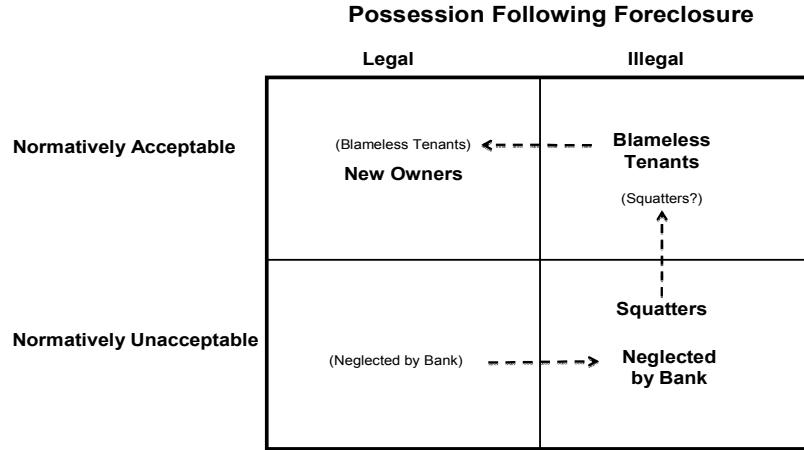 Possession Following Foreclosure
Legal
Illegal
Normatively Acceptable
(Blameless Tenants)
New Owners
Blameless
Tenants
(Squatters?)
Normatively Unacceptable
(Neglected by Bank)
Squatters
Neglected
by Bank